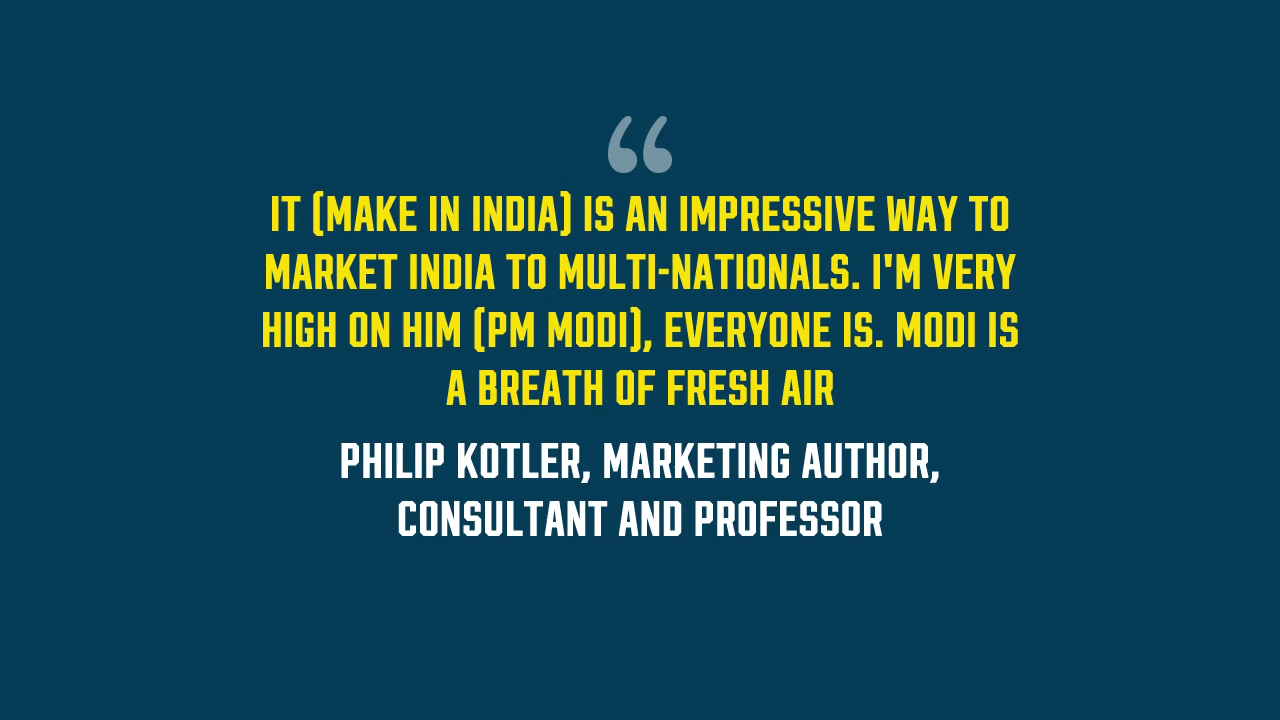 “
IT (MAKE IN INDIA) IS AN IMPRESSIVE WAY TO
MARKET INDIA TO MULTI-NATIONALS. I'M VERY
HIGH ON HIM (PM MODI), EVERYONE IS. MODI IS
A BREATH OF FRESH AIR
PHILIP KOTLER, MARKETING AUTHOR,
CONSULTANT AND PROFESSOR